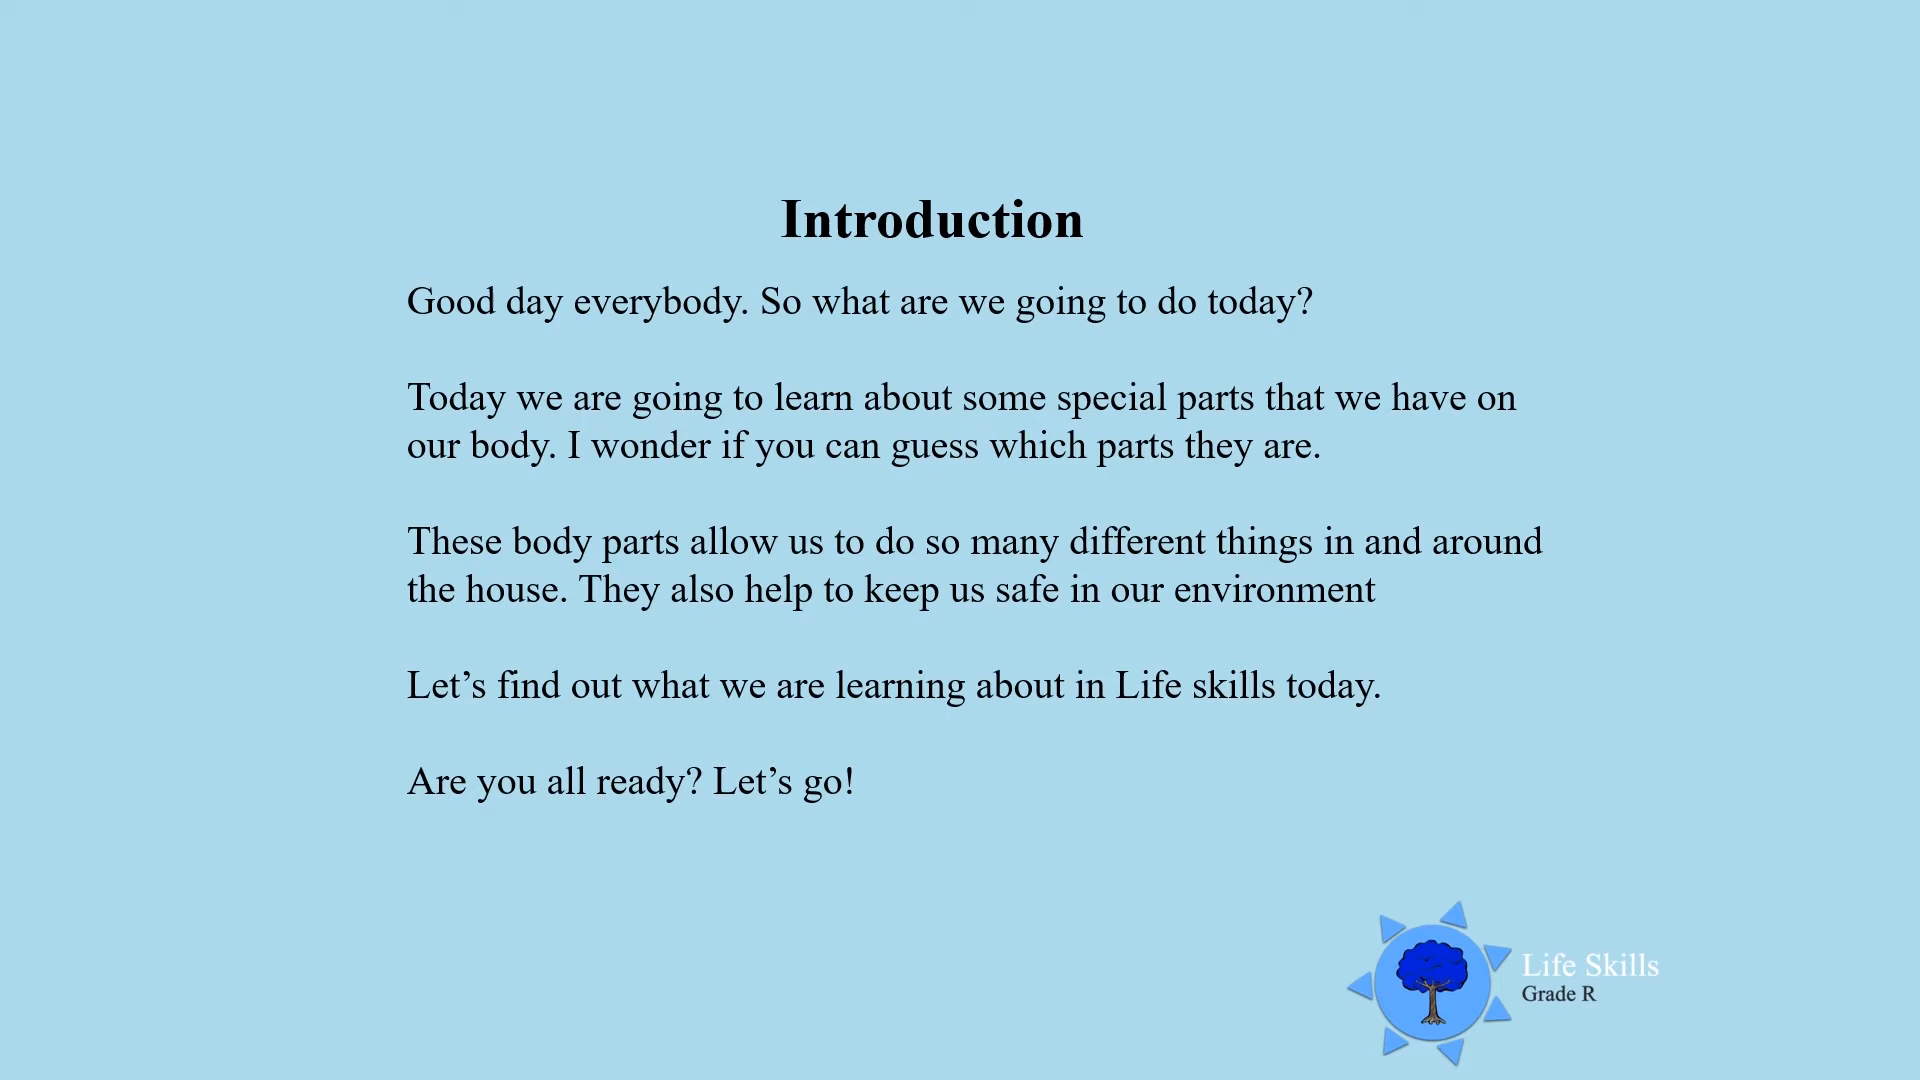 Introduction
Good day everybody. So what are we going to do today?
Today we are going to learn about some special parts that we have on
our body. I wonder if you can guess which parts they are.
These body parts allow us to do so many different things in and around
the house. They also help to keep us safe in our environment
Let’s find out what we are learning about in Life skills today.
Are you all ready? Let’s go!
Life Skills
Grade R